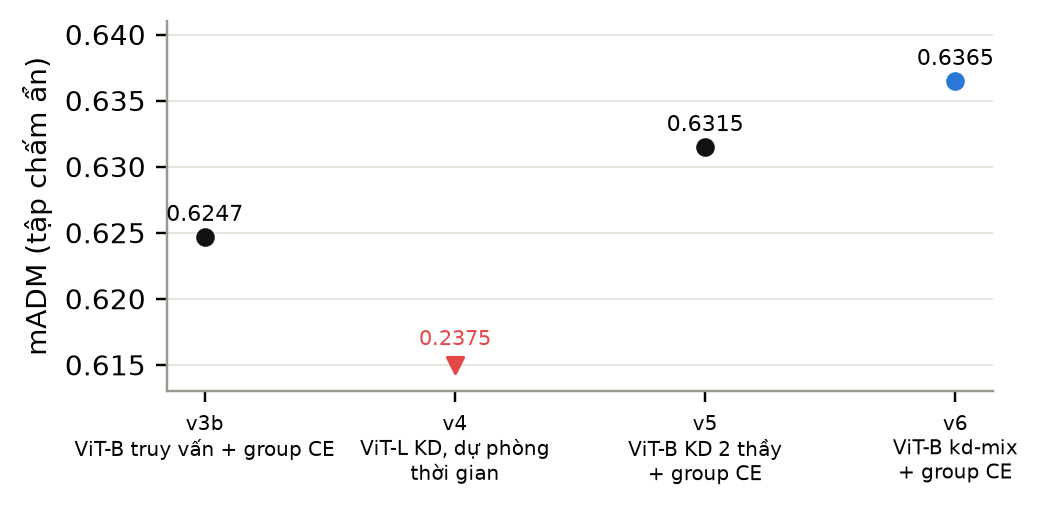 mADM (tập chấm ẩn)
0.640
0.635
0.630
0.625
0.620
0.615
0.6247
0.2375
0.6315
0.6365
v3b
ViT-B truy vấn + group CE
v4
ViT-L KD, dự phòng
thời gian
v5
ViT-B KD 2 thầy
+ group CE
v6
ViT-B kd-mix
+ group CE